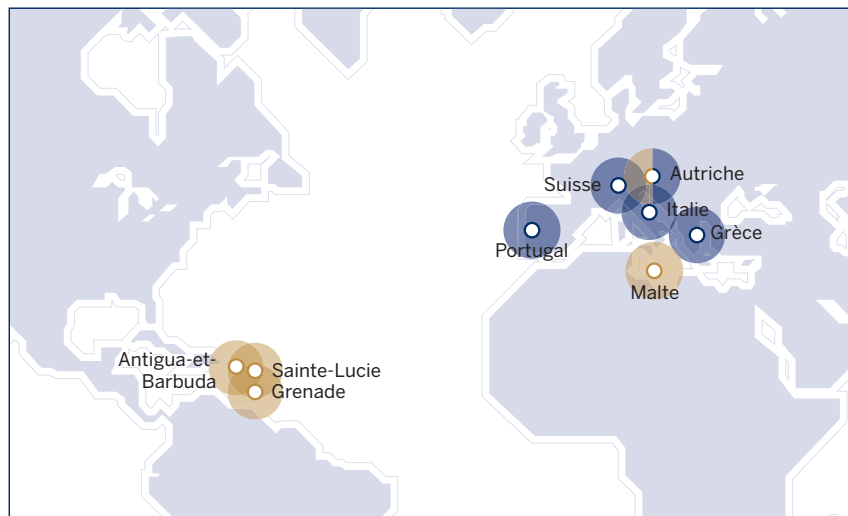 Autriche
Suisse
Italie
Grèce
Portugal
Malte
Antigua-et-
Barbuda
Sainte-Lucie
Grenade